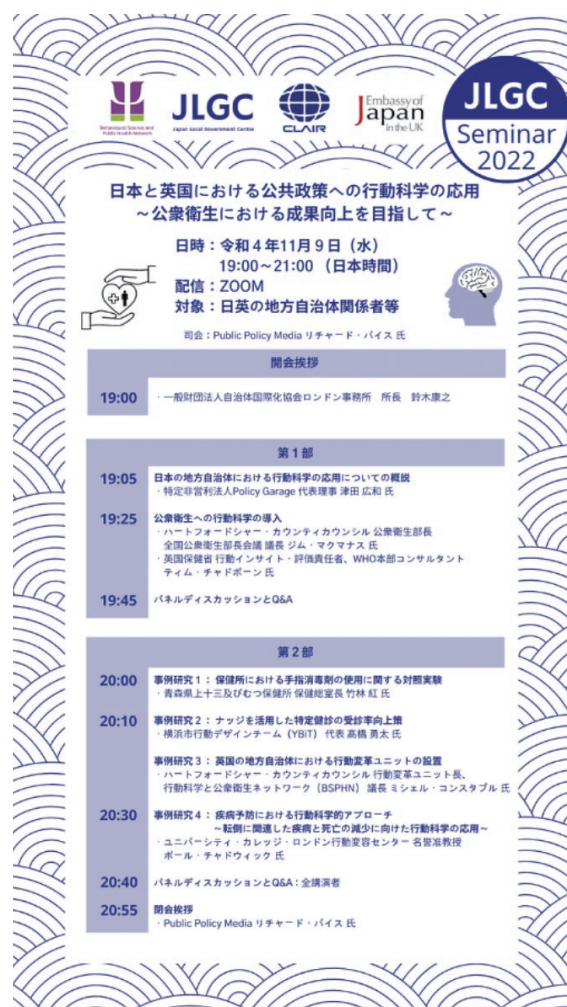 Behavioural Science and
Public Health Network
JLGC
Japan Local Government Centre
CLAIR
Embassy of
Japan
in the UK
JLGC
Seminar
2022
日本と英国における公共政策への行動科学の応用
～公衆衛生における成果向上を目指して～
日時：令和４年11月９日（水）
19:00～21:00 （日本時間）
配信：ZOOM
対象：日英の地方自治体関係者等
司会：Public Policy Media リチャード・パイス 氏
開会挨拶
19:00
・一般財団法人自治体国際化協会ロンドン事務所 所長 鈴木康之
第１部
19:05
日本の地方自治体における行動科学の応用についての概説
・特定非営利法人Policy Garage 代表理事 津田 広和 氏
19:25
公衆衛生への行動科学の導入
・ハートフォードシャー・カウンティカウンシル 公衆衛生部長
全国公衆衛生部長会議 議長 ジム・マクマナス 氏
・英国保健省 行動インサイト・評価責任者、WHO本部コンサルタント
ティム・チャドボーン 氏
19:45
パネルディスカッションとQ&A
第２部
20:00
事例研究１： 保健所における手指消毒剤の使用に関する対照実験
・青森県上十三及びむつ保健所 保健総室長 竹林 紅 氏
20:10
事例研究２： ナッジを活用した特定健診の受診率向上策
・横浜市行動デザインチーム（YBiT） 代表 高橋 勇太 氏
事例研究３： 英国の地方自治体における行動変革ユニットの設置
・ハートフォードシャー・カウンティカウンシル 行動変革ユニット長、
行動科学と公衆衛生ネットワーク（BSPHN） 議長 ミシェル・コンスタブル 氏
20:30
事例研究４： 疾病予防における行動科学的アプローチ
～転倒に関連した疾病と死亡の減少に向けた行動科学の応用～
・ユニバーシティ・カレッジ・ロンドン行動変容センター 名誉准教授
ポール・チャドウィック 氏
20:40
パネルディスカッションとQ&A：全講演者
20:55
閉会挨拶
・Public Policy Media リチャード・パイス 氏